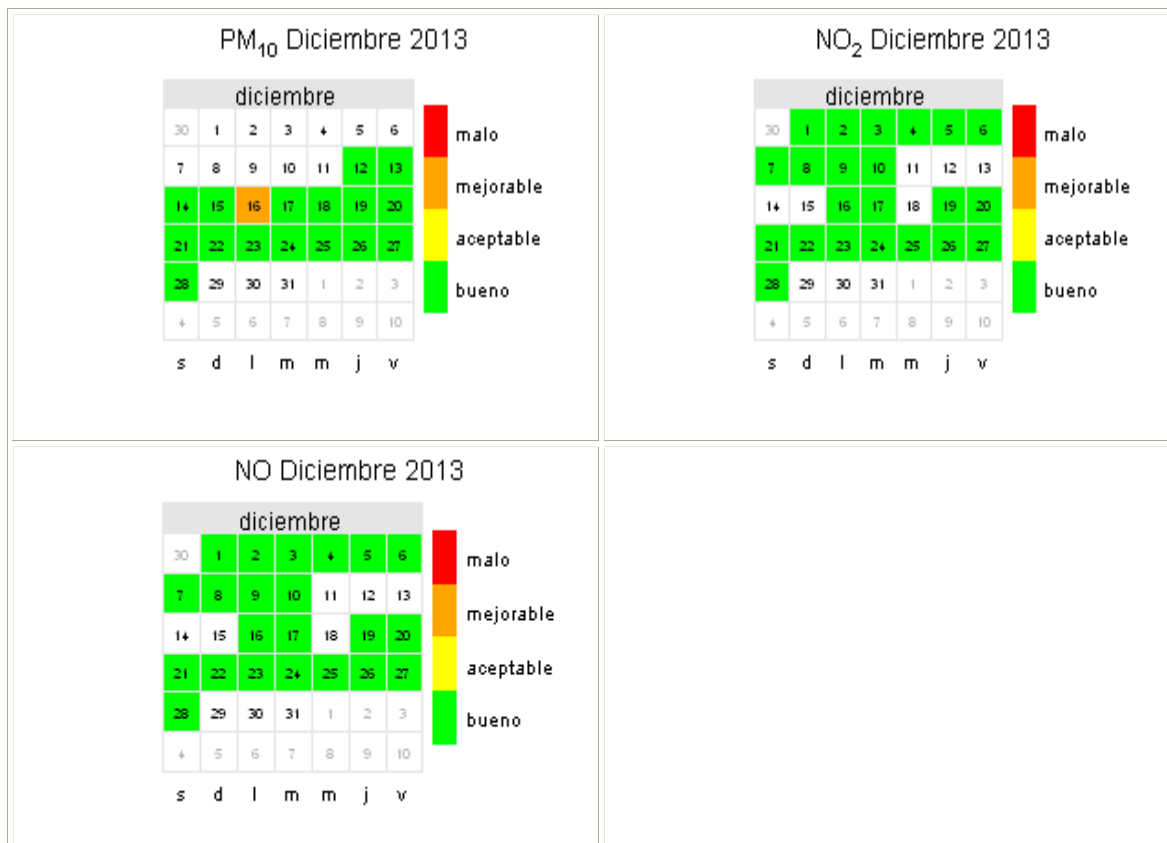 PM10 Diciembre 2013
diciembre
30 1 2 3 4 5 6
7 8 9 10 11 12 13
14 15 16 17 18 19 20
21 22 23 24 25 26 27
28 29 30 31 1 2 3
4 5 6 7 8 9 10
s d l m m j v
malo
mejorable
aceptable
bueno
NO2 Diciembre 2013
diciembre
30 1 2 3 4 5 6
7 8 9 10 11 12 13
14 15 16 17 18 19 20
21 22 23 24 25 26 27
28 29 30 31 1 2 3
4 5 6 7 8 9 10
s d l m m j v
malo
mejorable
aceptable
bueno
NO Diciembre 2013
diciembre
30 1 2 3 4 5 6
7 8 9 10 11 12 13
14 15 16 17 18 19 20
21 22 23 24 25 26 27
28 29 30 31 1 2 3
4 5 6 7 8 9 10
s d l m m j v
malo
mejorable
aceptable
bueno